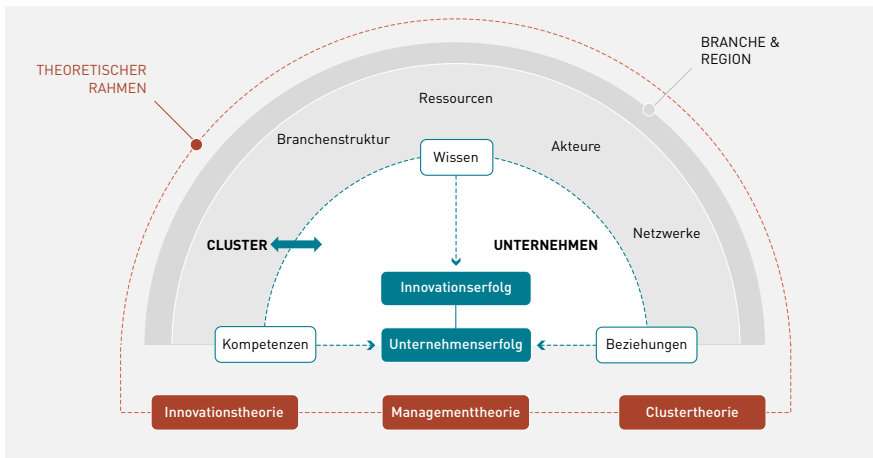 BRANCHE &
REGION
THEORETISCHER
RAHMEN
Ressourcen
Branchenstruktur
Akteure
Wissen
Netzwerke
CLUSTER
UNTERNEHMEN
Innovationserfolg
Kompetenzen
Unternehmenserfolg
Beziehungen
Innovationstheorie
Managementtheorie
Clustertheorie